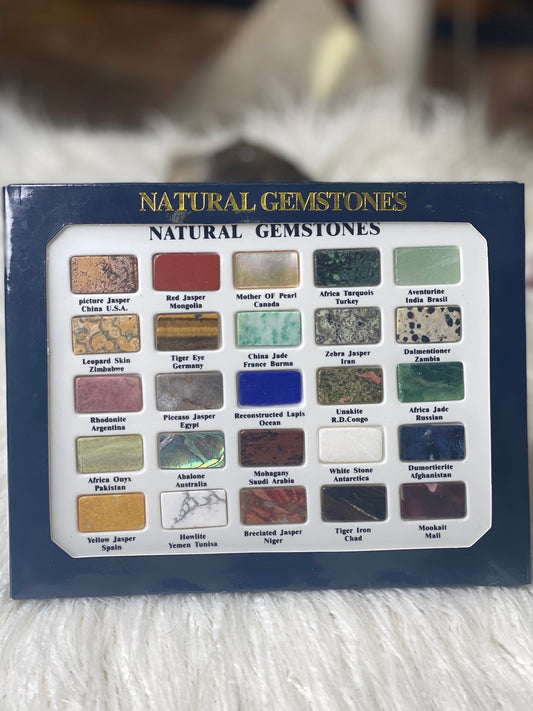 NATURAL GEMSTONES
NATURAL GEMSTONES
picture Jasper
China U.S.A.
Red Jasper
Mongolia
Mother OF Pearl
Canada
Africa Turquois
Turkey
Aventurine
India Brasil
Leopard Skin
Zimbabwe
Tiger Eye
Germany
China Jade
France Burma
Zebra Jasper
Iran
Dalmentioner
Zambia
Rhodonite
Argentina
Piccaso Jasper
Egypt
Reconstructed Lapis
Ocean
Unakite
R.D.Congo
Africa Jade
Russian
Africa Onyx
Pakistan
Abalone
Australia
Mohagany
Saudi Arabia
White Stone
Antarctica
Dumortierite
Afghanistan
Yellow Jasper
Spain
Howlite
Yemen Tunisa
Breciated Jasper
Niger
Tiger Iron
Chad
Mookait
Mali